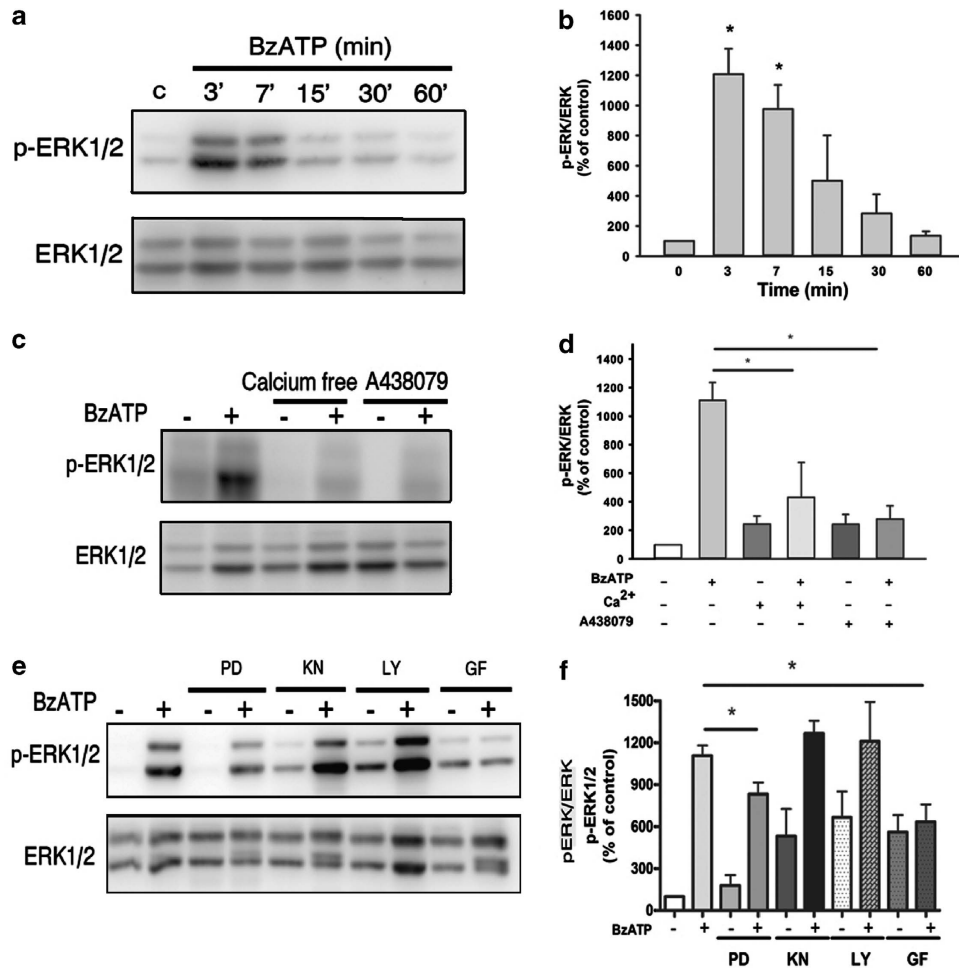 a
BzATP (min)
c 3' 7' 15' 30' 60'
p-ERK1/2
ERK1/2
b
p-ERK/ERK
(% of control)
1600
1400
1200
1000
800
600
400
200
0
* *
0 3 7 15 30 60
Time (min)
c
Calcium free A438079
BzATP - + - + - +
p-ERK1/2
ERK1/2
d
p-ERK/ERK
(% of control)
1400
1200
1000
800
600
400
200
0
*
*
BzATP - + - + - +
Ca2+ - - + + - -
A438079 - - - - + +
e
PD KN LY GF
BzATP - + - + - + - + - +
p-ERK1/2
ERK1/2
f
pERK/ERK
p-ERK1/2
(% of control)
1500
1200
900
600
300
0
*
*
BzATP - + - + - + - + - +
PD KN LY GF